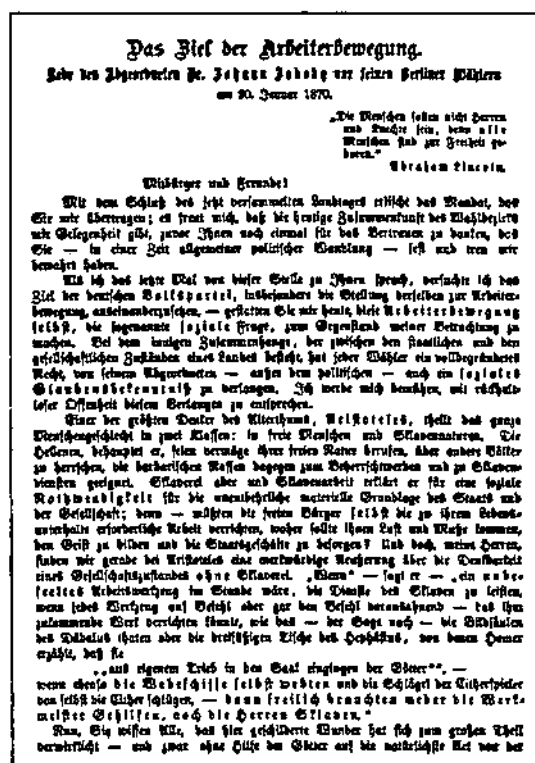 Das Ziel der Arbeiterbewegung.
Rede des Abgeordneten Dr. Johann Jacoby vor seinen Berliner Wählern
am 20. Januar 1870.
„Die Menschen sollen nicht Herren
und Knechte sein, denn alle
Menschen sind zur Freiheit ge-
boren.“
Abraham Lincoln.
Mitbürger und Freunde!
Mit dem Schluß des jetzt versammelten Landtages erlischt das Mandat, das
Sie mir übertragen; es freut mich, daß die heutige Zusammenkunft des Wahlbezirks
mir Gelegenheit gibt, zuvor Ihnen noch einmal für das Vertrauen zu danken, das
Sie — in einer Zeit allgemeiner politischer Wandlung — fest und treu mir
bewahrt haben.
Als ich das letzte Mal von dieser Stelle zu Ihnen sprach, versuchte ich das
Ziel der deutschen Volkspartei, insbesondere die Stellung derselben zur Arbeiter-
bewegung, auseinanderzusetzen, — gestatten Sie mir heute, diese Arbeiterbewegung
selbst, die sogenannte soziale Frage, zum Gegenstand meiner Betrachtung zu
machen. Bei dem innigen Zusammenhange, der zwischen den staatlichen und den
gesellschaftlichen Zuständen eines Landes besteht, hat jeder Wähler ein vollbegründetes
Recht, von seinem Abgeordneten — außer dem politischen — auch ein soziales
Glaubensbekenntniß zu verlangen. Ich werde mich bemühen, mit rückhalt-
loser Offenheit diesem Verlangen zu entsprechen.
Einer der größten Denker des Alterthums, Aristoteles, theilt das ganze
Menschengeschlecht in zwei Klassen: in freie Menschen und Sklavennaturen. Die
Hellenen, behauptet er, seien vermöge ihrer freien Natur berufen, über andere Völker
zu herrschen, die barbarischen Rassen dagegen zum Beherrschtwerden und zu Sklaven-
diensten geeignet. Sklaverei aber und Sklavenarbeit erklärt er für eine soziale
Nothwendigkeit für die unentbehrliche materielle Grundlage des Staats und
der Gesellschaft; denn — müßten die freien Bürger selbst die zu ihrem Lebens-
unterhalt erforderliche Arbeit verrichten, woher sollte ihnen Lust und Muße kommen,
den Geist zu bilden und die Staatsgeschäfte zu besorgen? Und doch, meine Herren,
finden wir gerade bei Aristoteles eine merkwürdige Aeußerung über die Denkbarkeit
eines Gesellschaftszustandes ohne Sklaverei. „Wenn“ — sagt er — „ein unbe-
seeltes Arbeitswerkzeug im Stande wäre, die Dienste des Sklaven zu leisten,
wenn jedes Werkzeug auf Befehl oder gar den Befehl vorausahnend — das ihm
zukommende Werk verrichten könnte, wie das — der Sage nach — die Bildsäulen
des Dädalus thaten oder die dreifüßigen Tische des Hephästus, von denen Homer
erzählt, daß sie
„aus eigenem Trieb in den Saal eingingen der Götter“, —
wenn ebenso die Webeschiffe selbst webten und die Schlägel der Citherspieler
von selbst die Cither schlügen, — dann freilich brauchten weder die Werk-
meister Gehilfen, noch die Herren Sklaven.“
Nun, Sie wissen Alle, das hier geschilderte Wunder hat sich zum großen Theil
verwirklicht — und zwar ohne Hilfe der Götter auf die natürlichste Art von der